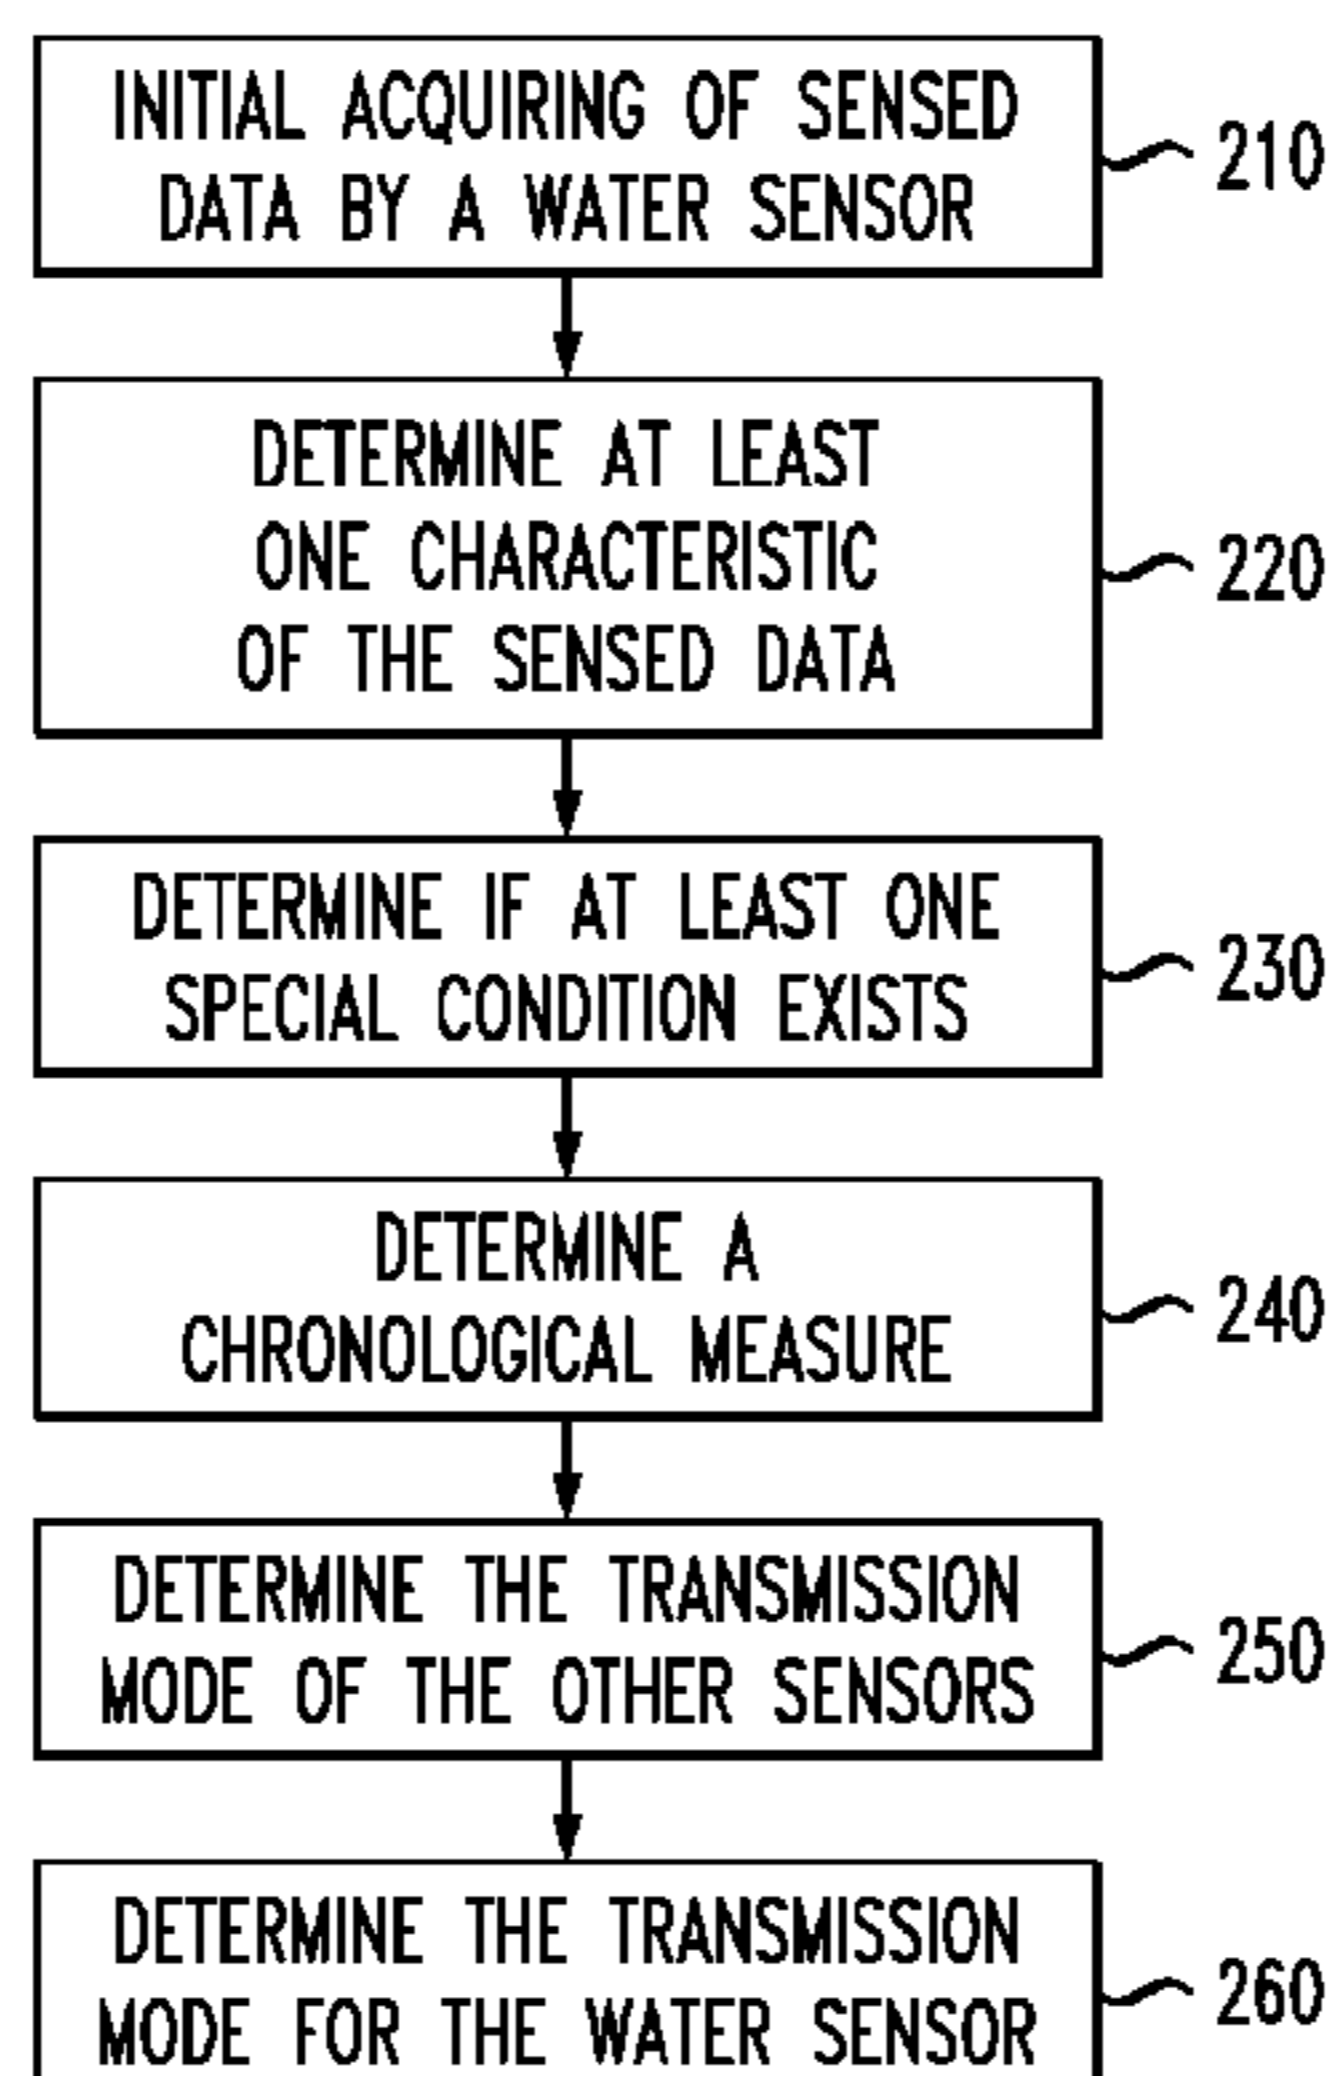 INITIAL ACQUIRING OF SENSED
DATA BY A WATER SENSOR
210
DETERMINE AT LEAST
ONE CHARACTERISTIC
OF THE SENSED DATA
220
DETERMINE IF AT LEAST ONE
SPECIAL CONDITION EXISTS
230
DETERMINE A
CHRONOLOGICAL MEASURE
240
DETERMINE THE TRANSMISSION
MODE OF THE OTHER SENSORS
250
DETERMINE THE TRANSMISSION
MODE FOR THE WATER SENSOR
260